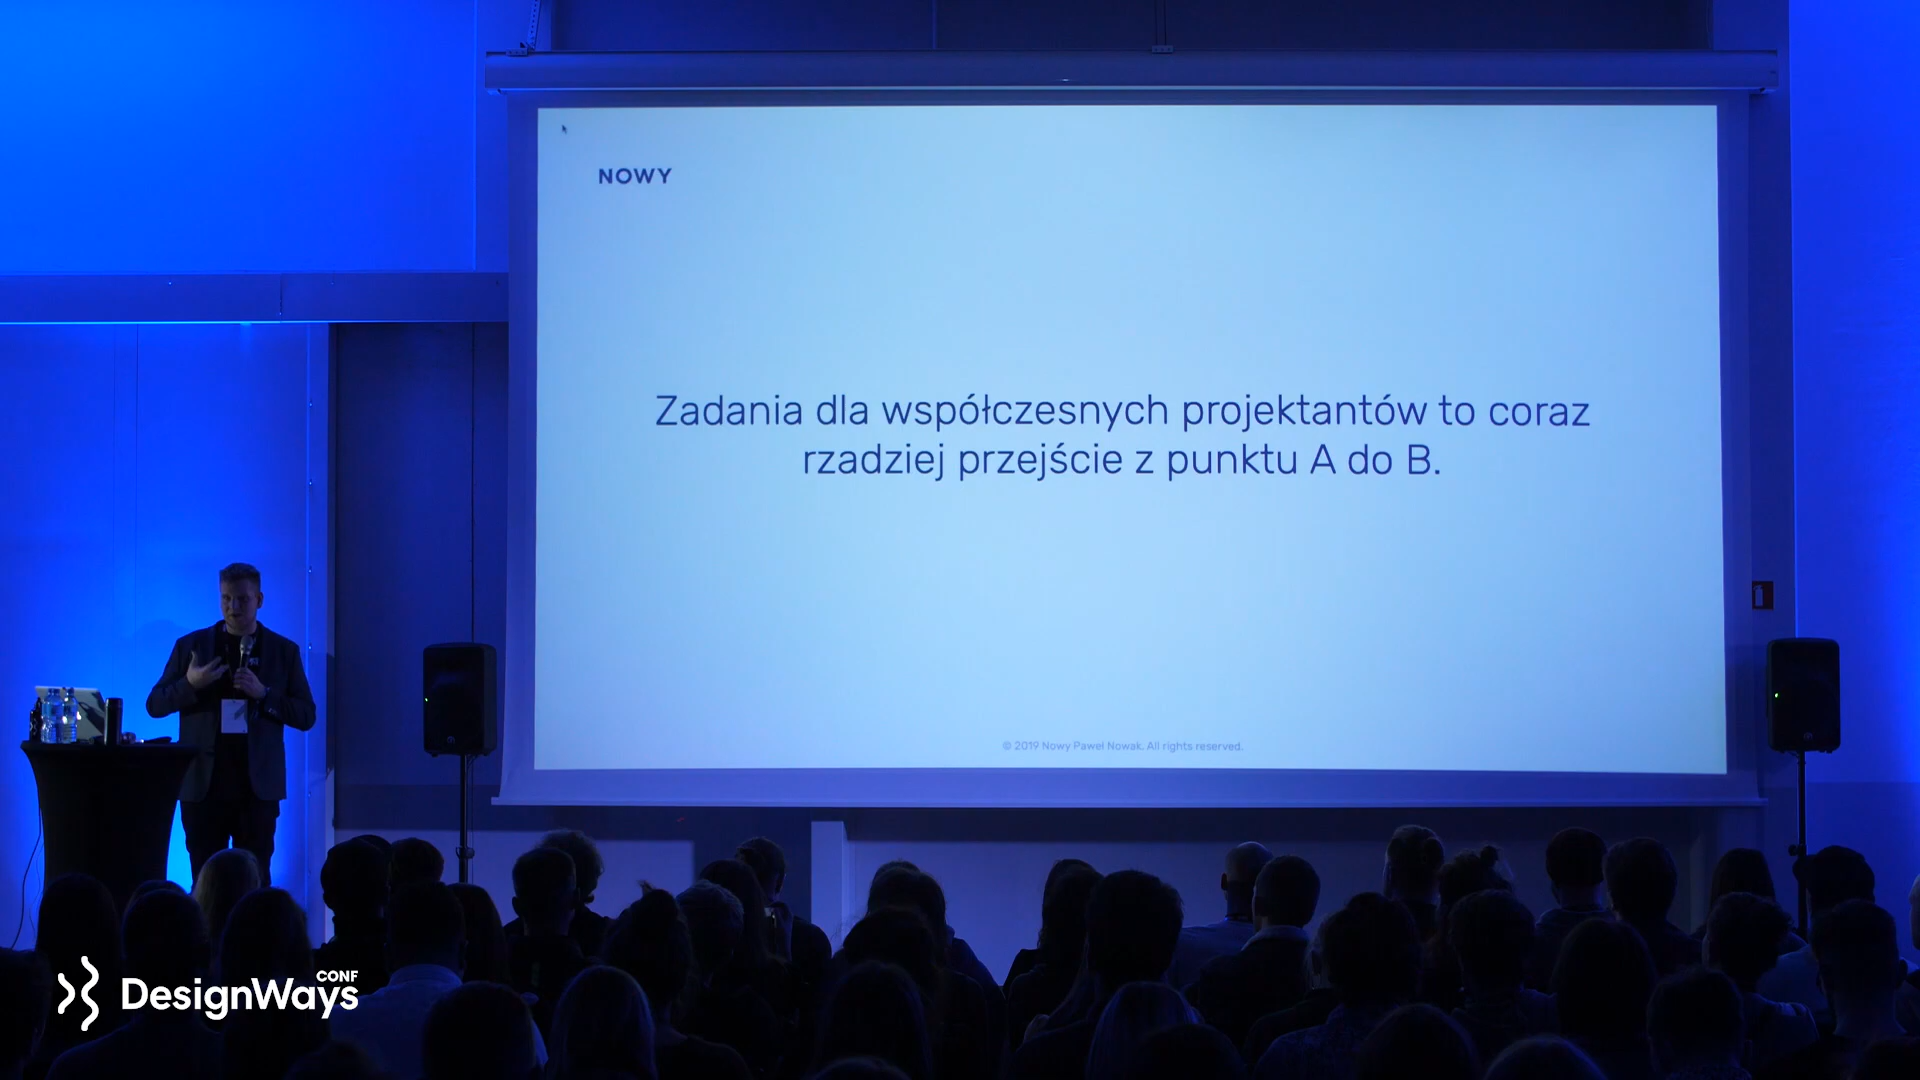 NOWY
Zadania dla współczesnych projektantów to coraz
rzadziej przejście z punktu A do B.
© 2019 Nowy Paweł Nowak. All rights reserved.
DesignWays CONF